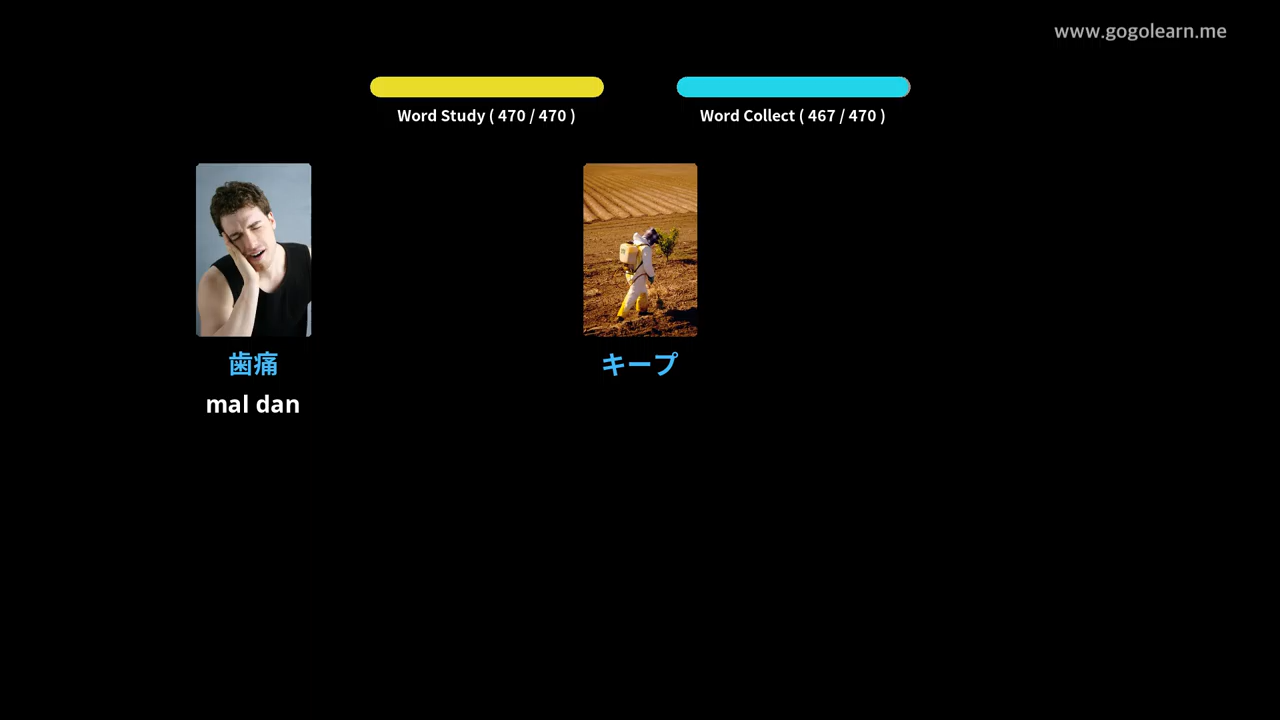 www.gogolearn.me
Word Study ( 470 / 470 )
Word Collect ( 467 / 470 )
歯痛
mal dan
キープ